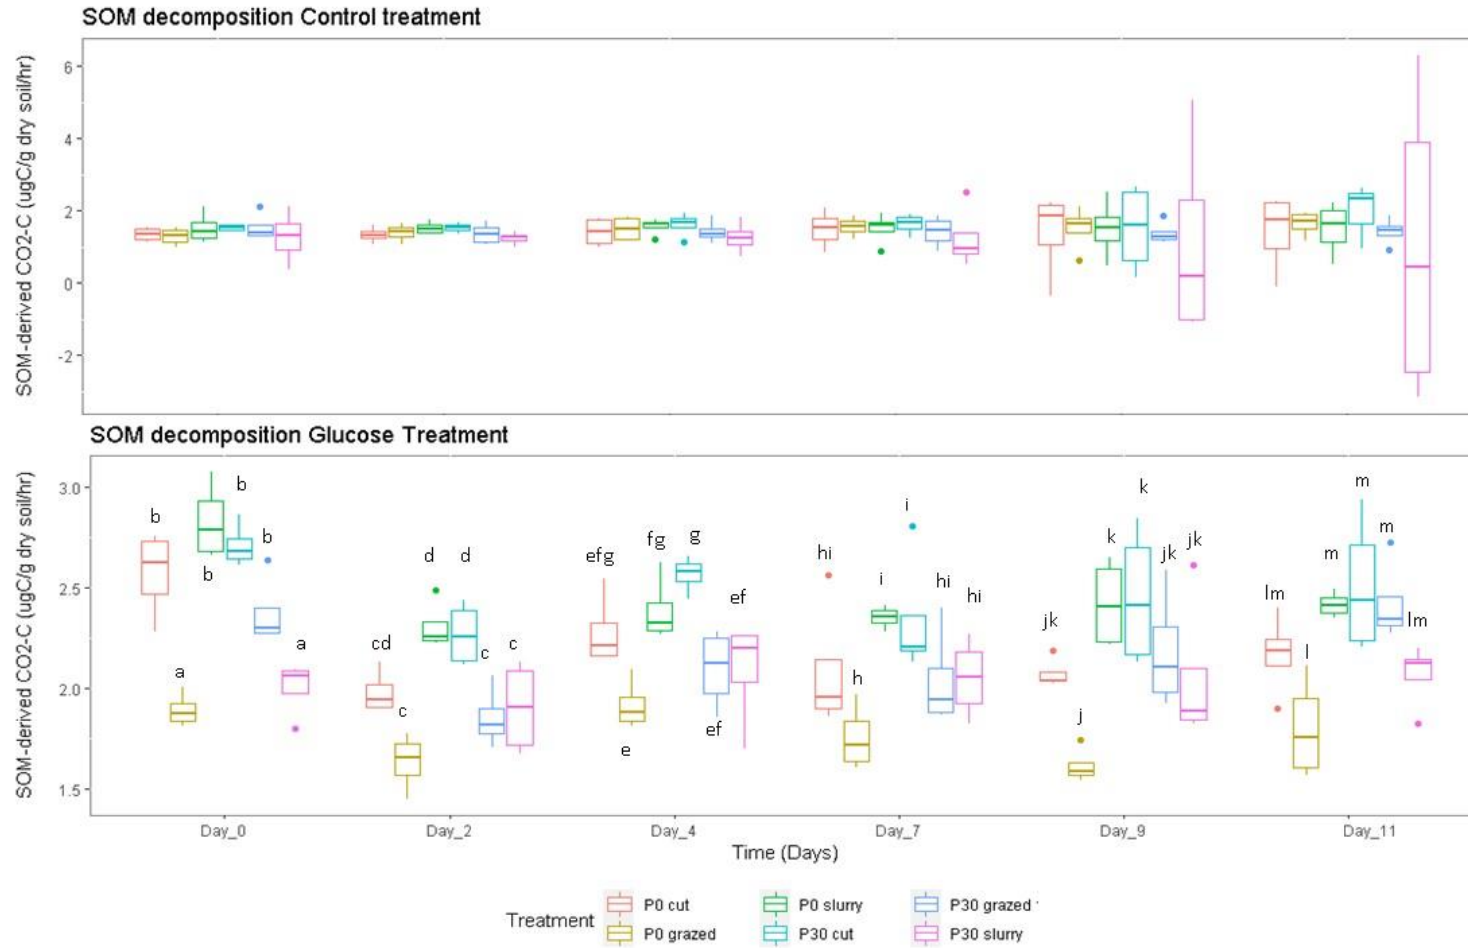 SOM decomposition Control treatment
SOM-derived CO2-C (ugC/g dry soil/hr)
6
4
2
0
-2
SOM decomposition Glucose Treatment
SOM-derived CO2-C (ugC/g dry soil/hr)
3.0
2.5
2.0
1.5
b a b b b a
cd c d d c c
efg e fg g ef ef
hi h i i hi hi
jk j k k jk jk
lm l m m m lm
Day_0 Day_2 Day_4 Day_7 Day_9 Day_11
Time (Days)
Treatment
P0 cut P0 slurry P30 grazed
P0 grazed P30 cut P30 slurry